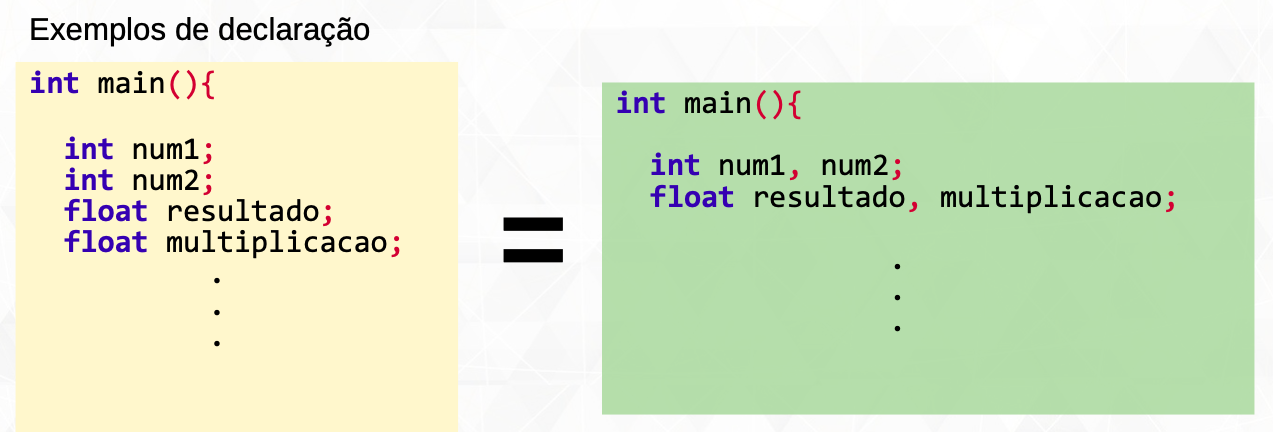 Exemplos de declaração
int main(){
int num1;
int num2;
float resultado;
float multiplicacao;
.
.
.
=
int main(){
int num1, num2;
float resultado, multiplicacao;
.
.
.